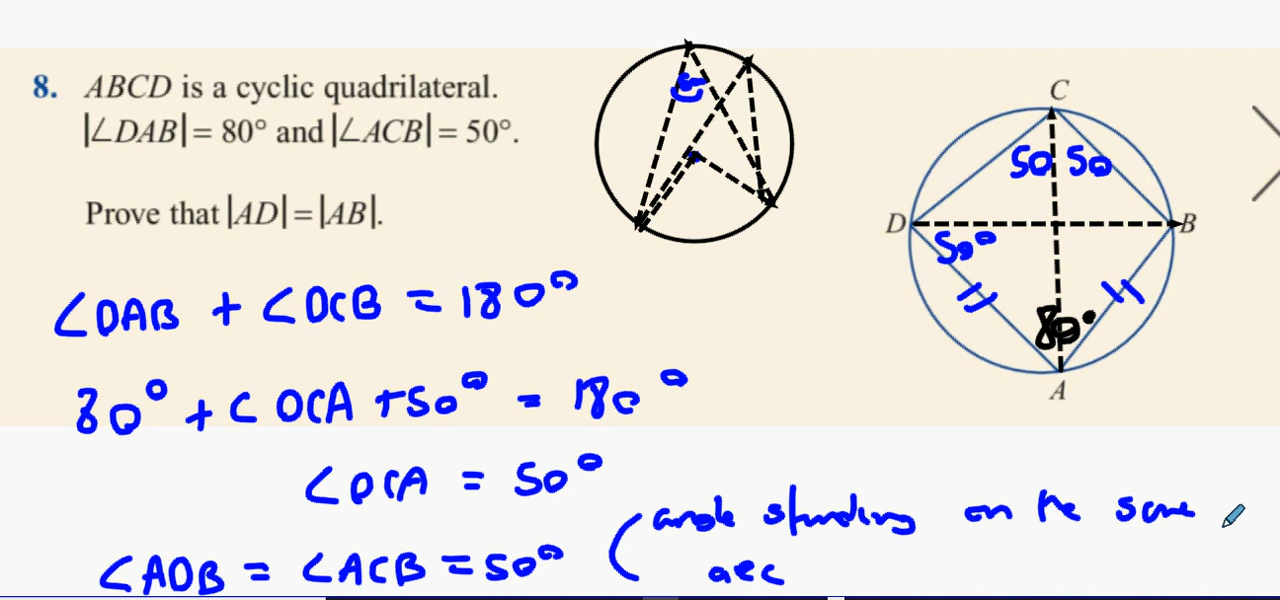 8. ABCD is a cyclic quadrilateral.
|∠DAB| = 80° and |∠ACB| = 50°.
Prove that |AD| = |AB|.
C
50 50
D
B
50°
80°
A
∠DAB + ∠DCB = 180°
80° + ∠DCA + 50° = 180°
∠DCA = 50°
∠ADB = ∠ACB = 50° (angle standing on the same
arc